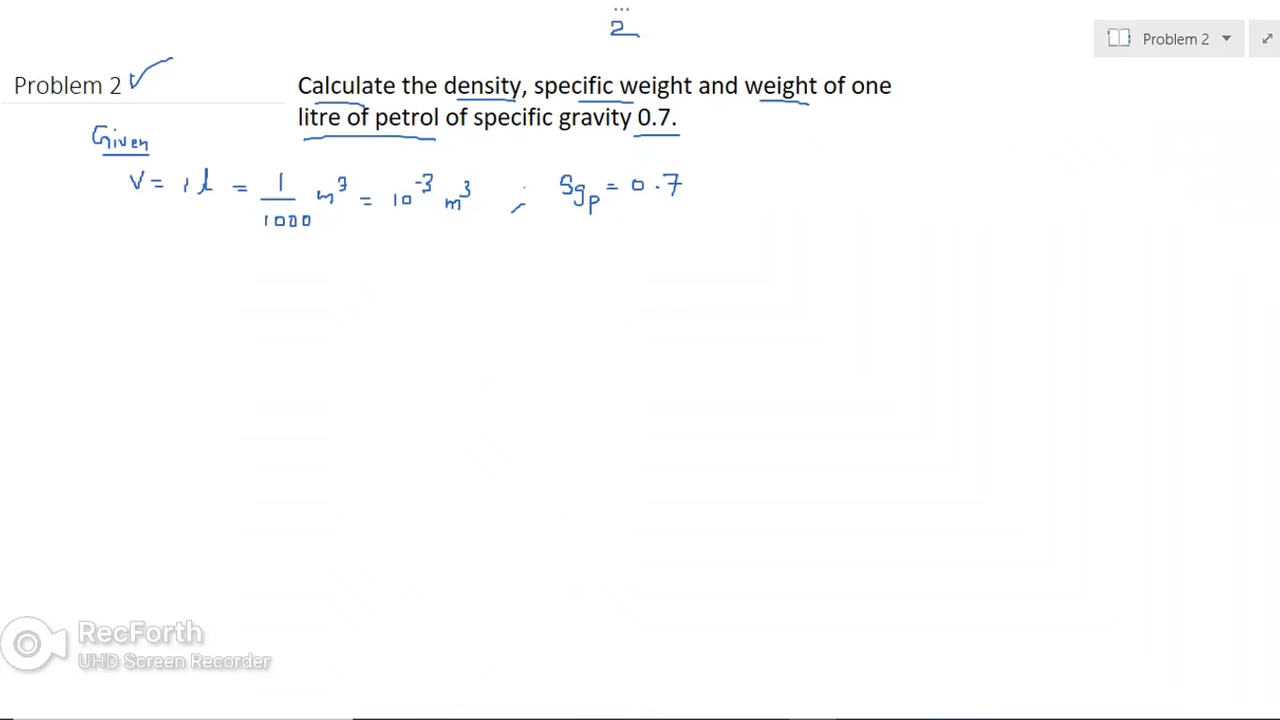 ...
2
Problem 2
Problem 2 ✓
Calculate the density, specific weight and weight of one
litre of petrol of specific gravity 0.7.
Given
V = 1 l = 1/1000 m³ = 10⁻³ m³ ; Sgₚ = 0.7
RecForth
UHD Screen Recorder